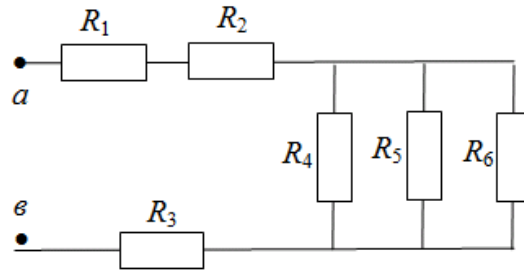 R₁ R₂
a
R₄ R₅ R₆
в
R₃